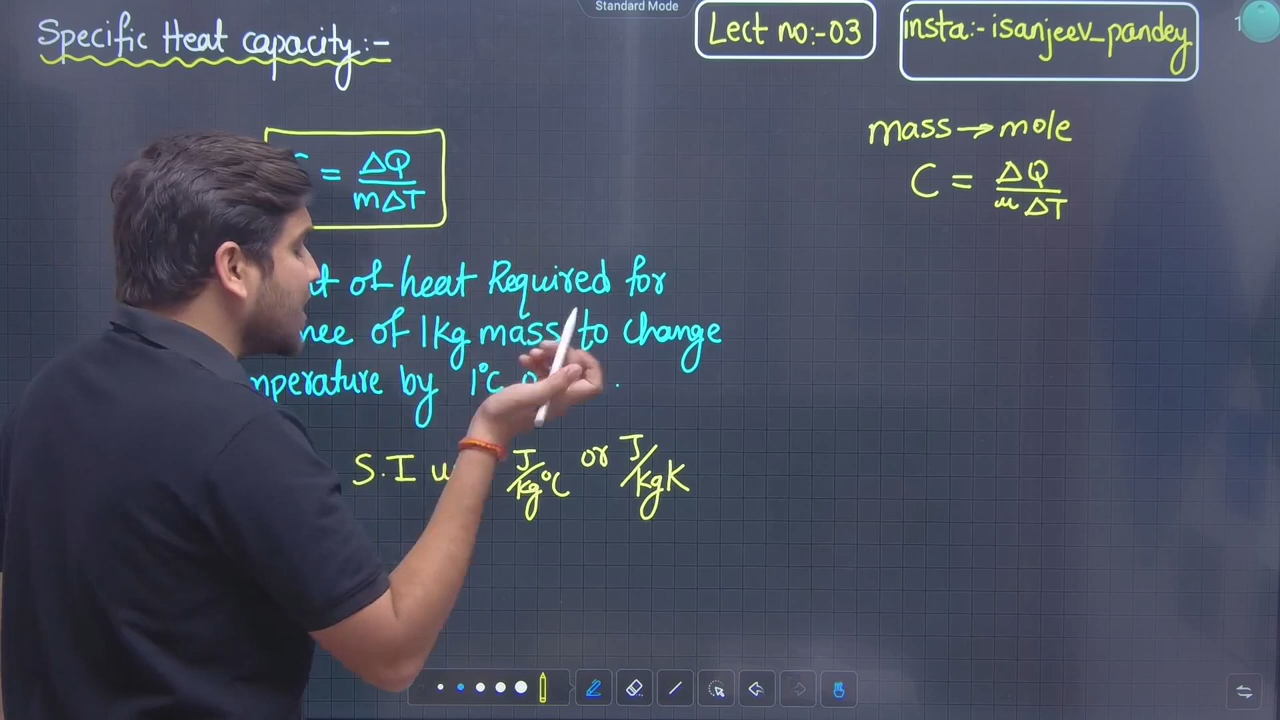 Standard Mode
Specific Heat capacity:-
Lect no:-03
insta:-isanjeev_pandey
= ΔQ / mΔT
of heat Required for
of 1kg mass to change
by 1°C
S.I J/kg°C or J/kgK
mass → mole
C = ΔQ / μ ΔT